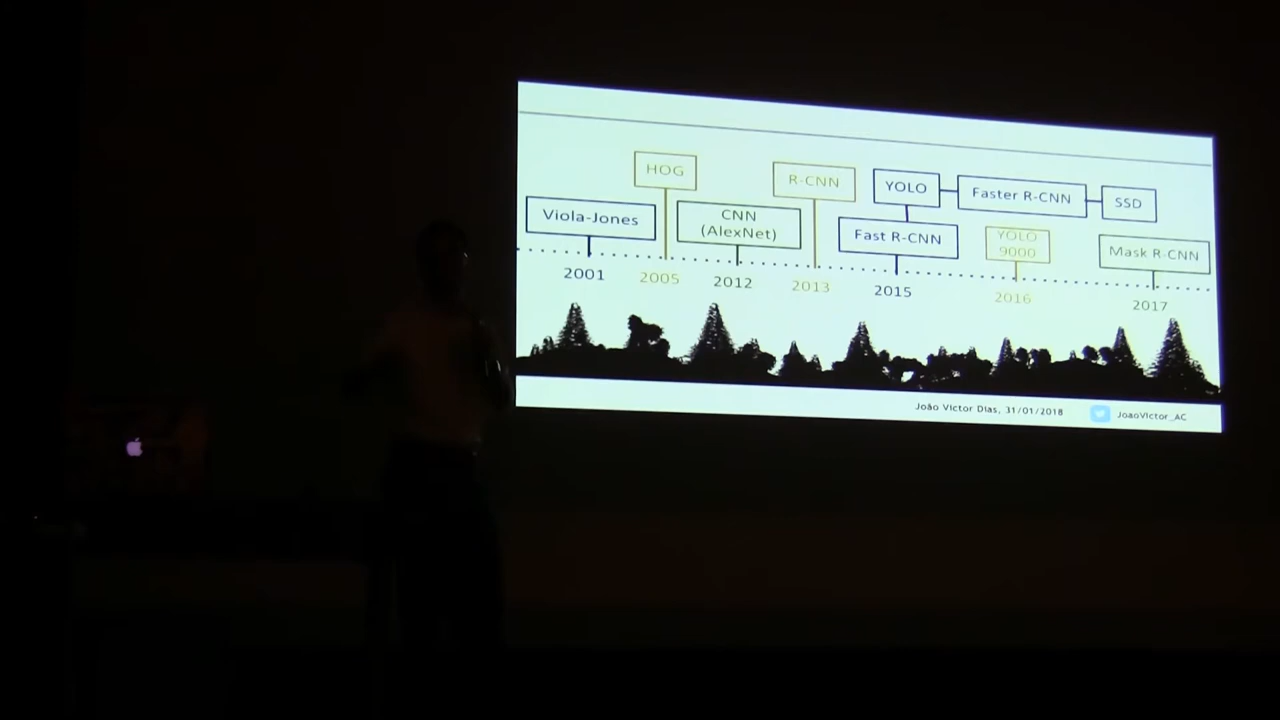 HOG
R-CNN
YOLO
Faster R-CNN
SSD
Viola-Jones
CNN
(AlexNet)
Fast R-CNN
YOLO
9000
Mask R-CNN
2001
2005
2012
2013
2015
2016
2017
João Victor Dias, 31/01/2018
JoaoVictor_AC